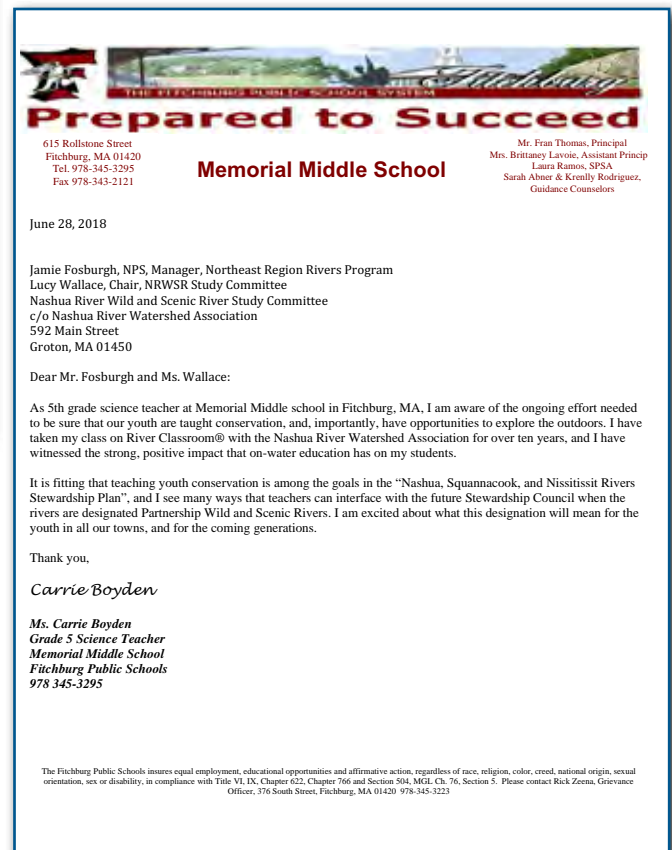 THE FITCHBURG PUBLIC SCHOOL SYSTEM
Fitchburg
Prepared to Succeed
615 Rollstone Street
Fitchburg, MA 01420
Tel. 978-345-3295
Fax 978-343-2121
Memorial Middle School
Mr. Fran Thomas, Principal
Mrs. Brittaney Lavoie, Assistant Princip
Laura Ramos, SPSA
Sarah Abner & Krenlly Rodriguez,
Guidance Counselors
June 28, 2018
Jamie Fosburgh, NPS, Manager, Northeast Region Rivers Program
Lucy Wallace, Chair, NRWSR Study Committee
Nashua River Wild and Scenic River Study Committee
c/o Nashua River Watershed Association
592 Main Street
Groton, MA 01450
Dear Mr. Fosburgh and Ms. Wallace:
As 5th grade science teacher at Memorial Middle school in Fitchburg, MA, I am aware of the ongoing effort needed
to be sure that our youth are taught conservation, and, importantly, have opportunities to explore the outdoors. I have
taken my class on River Classroom® with the Nashua River Watershed Association for over ten years, and I have
witnessed the strong, positive impact that on-water education has on my students.
It is fitting that teaching youth conservation is among the goals in the “Nashua, Squannacook, and Nissitissit Rivers
Stewardship Plan”, and I see many ways that teachers can interface with the future Stewardship Council when the
rivers are designated Partnership Wild and Scenic Rivers. I am excited about what this designation will mean for the
youth in all our towns, and for the coming generations.
Thank you,
Carrie Boyden
Ms. Carrie Boyden
Grade 5 Science Teacher
Memorial Middle School
Fitchburg Public Schools
978 345-3295
The Fitchburg Public Schools insures equal employment, educational opportunities and affirmative action, regardless of race, religion, color, creed, national origin, sexual
orientation, sex or disability, in compliance with Title VI, IX, Chapter 622, Chapter 766 and Section 504, MGL Ch. 76, Section 5.  Please contact Rick Zeena, Grievance
Officer, 376 South Street, Fitchburg, MA 01420  978-345-3223